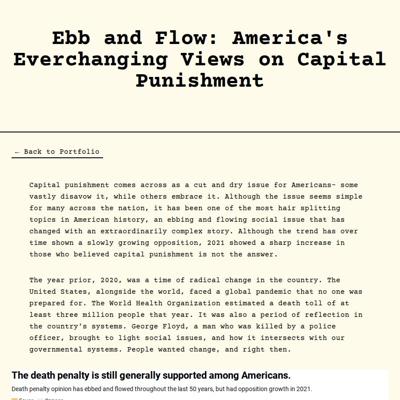 Ebb and Flow: America's
Everchanging Views on Capital
Punishment
← Back to Portfolio
Capital punishment comes across as a cut and dry issue for Americans- some
vastly disavow it, while others embrace it. Although the issue seems simple
for many across the nation, it has been one of the most hair splitting
topics in American history, an ebbing and flowing social issue that has
changed with an extraordinarily complex story. Although the trend has over
time shown a slowly growing opposition, 2021 showed a sharp increase in
those who believed capital punishment is not the answer.
The year prior, 2020, was a time of radical change in the country. The
United States, alongside the world, faced a global pandemic that no one was
prepared for. The World Health Organization estimated a death toll of at
least three million people that year. It was also a period of reflection in
the country's systems. George Floyd, a man who was killed by a police
officer, brought to light social issues, and how it intersects with our
governmental systems. People wanted change, and right then.
The death penalty is still generally supported among Americans.
Death penalty opinion has ebbed and flowed throughout the last 50 years, but had opposition growth in 2021.